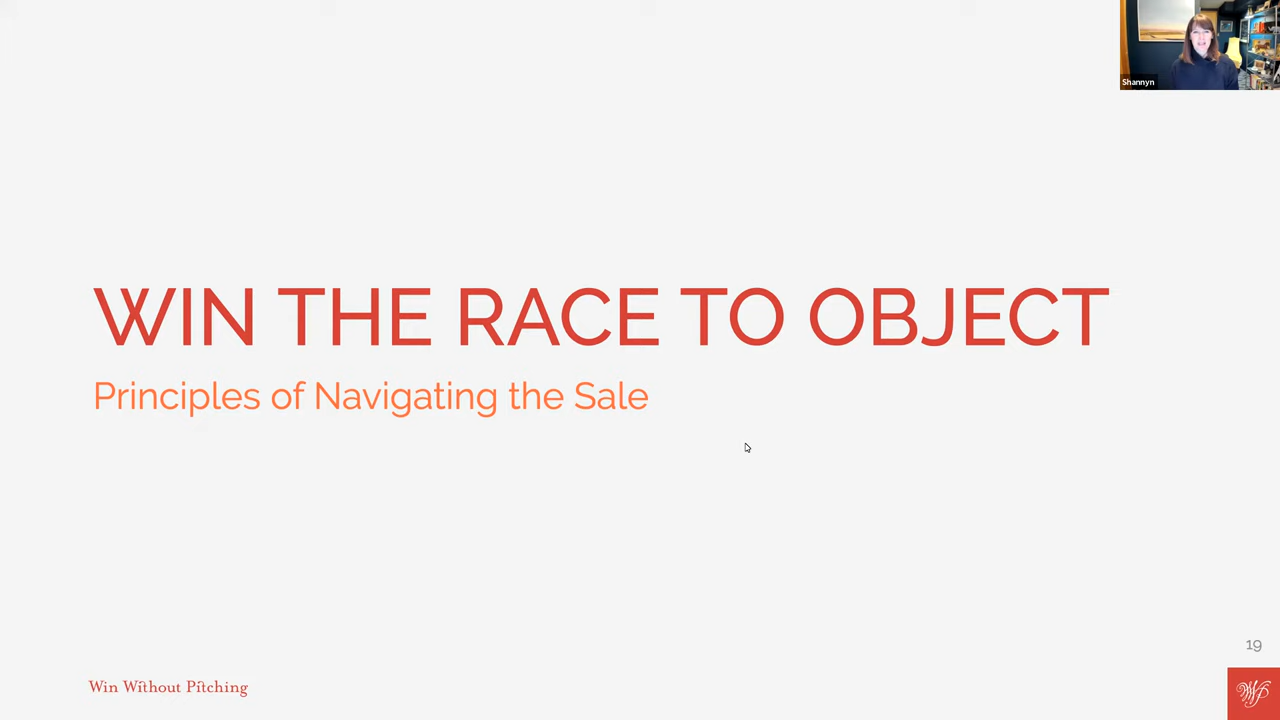 Shannyn
WIN THE RACE TO OBJECT
Principles of Navigating the Sale
19
Win Without Pitching